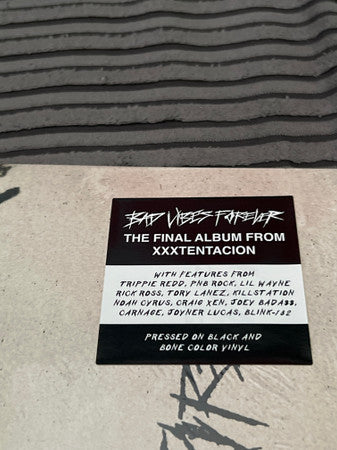 BAD VIBES FOREVER
THE FINAL ALBUM FROM
XXXTENTACION
WITH FEATURES FROM
TRIPPIE REDD, PNB ROCK, LIL WAYNE
RICK ROSS, TORY LANEZ, KILLSTATION
NOAH CYRUS, CRAIG XEN, JOEY BADA$$,
CARNAGE, JOYNER LUCAS, BLINK-182
PRESSED ON BLACK AND
BONE COLOR VINYL